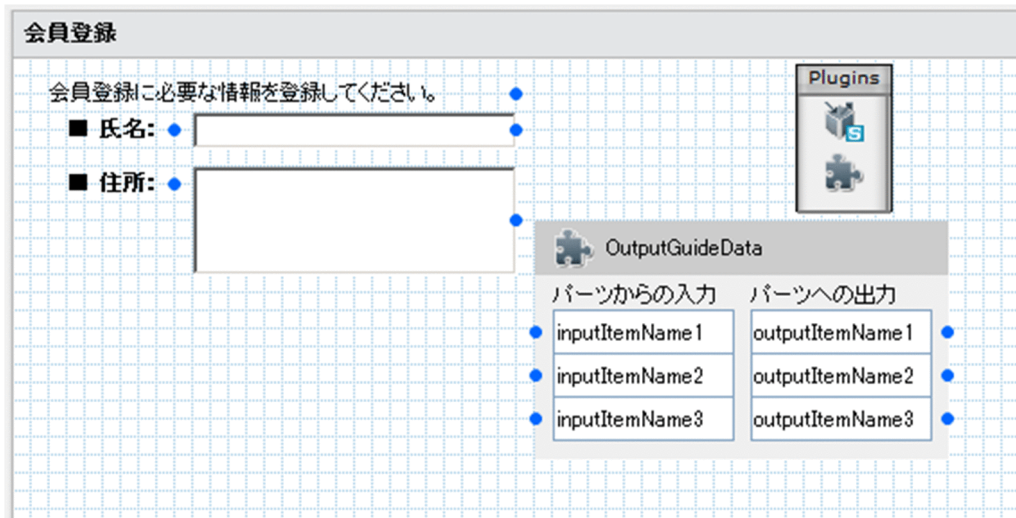 会員登録
会員登録に必要な情報を登録してください。
■ 氏名:
■ 住所:
Plugins
S
OutputGuideData
パーツからの入力 パーツへの出力
inputItemName1 outputItemName1
inputItemName2 outputItemName2
inputItemName3 outputItemName3